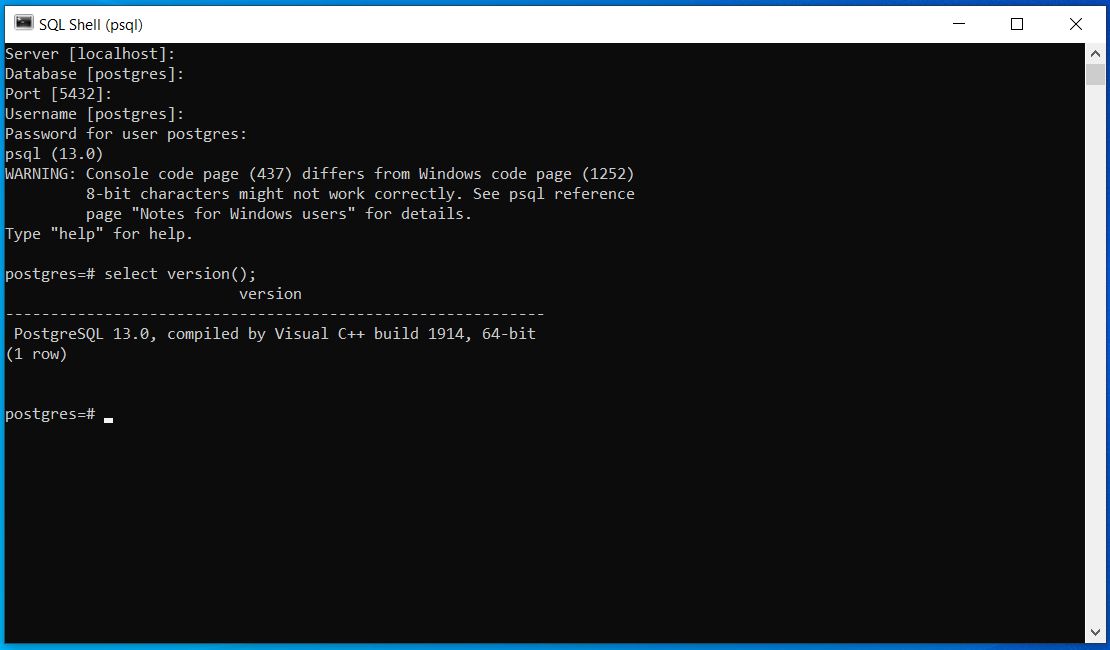 SQL Shell (psql)
Server [localhost]:
Database [postgres]:
Port [5432]:
Username [postgres]:
Password for user postgres:
psql (13.0)
WARNING: Console code page (437) differs from Windows code page (1252)
         8-bit characters might not work correctly. See psql reference
         page "Notes for Windows users" for details.
Type "help" for help.

postgres=# select version();
                          version
------------------------------------------------------------
 PostgreSQL 13.0, compiled by Visual C++ build 1914, 64-bit
(1 row)


postgres=#